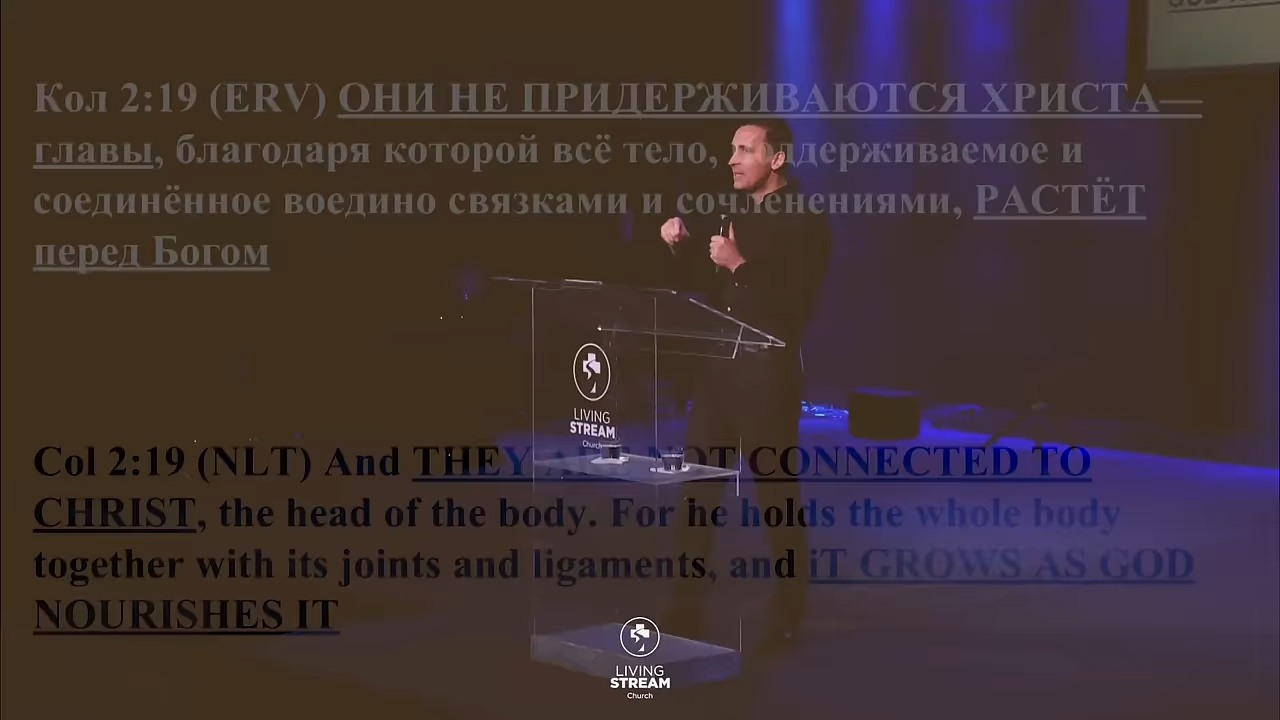 Кол 2:19 (ERV) ОНИ НЕ ПРИДЕРЖИВАЮТСЯ ХРИСТА—
главы, благодаря которой всё тело, поддерживаемое и
соединённое воедино связками и сочленениями, РАСТЁТ
перед Богом
LIVING
STREAM
Church
Col 2:19 (NLT) And THEY ARE NOT CONNECTED TO
CHRIST, the head of the body. For he holds the whole body
together with its joints and ligaments, and iT GROWS AS GOD
NOURISHES IT
LIVING
STREAM
Church